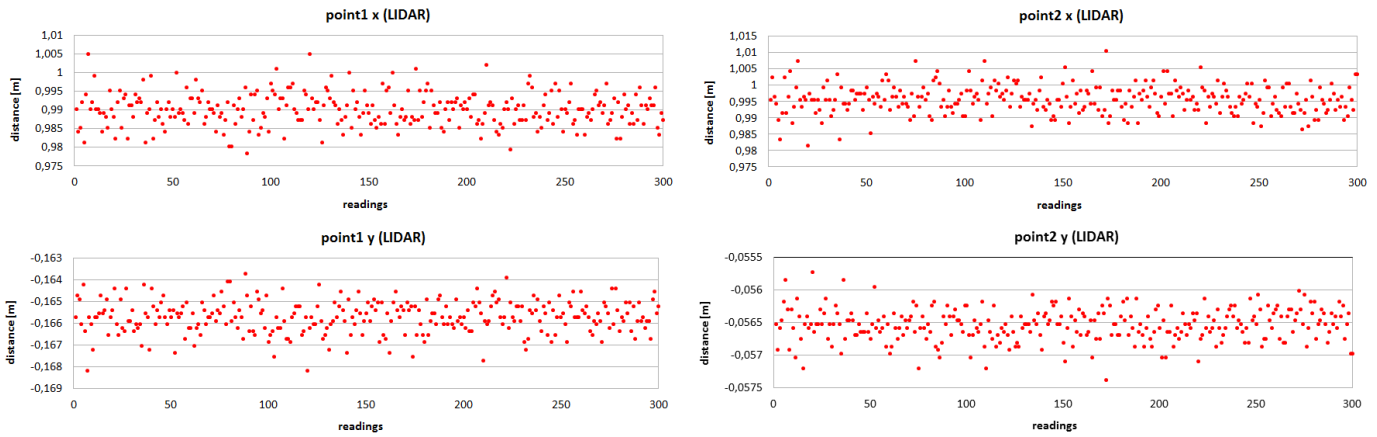 point1 x (LIDAR)
distance [m]
1,01
1,005
1
0,995
0,99
0,985
0,98
0,975
0 50 100 150 200 250 300
readings
point2 x (LIDAR)
distance [m]
1,015
1,01
1,005
1
0,995
0,99
0,985
0,98
0,975
0 50 100 150 200 250 300
readings
point1 y (LIDAR)
distance [m]
-0,163
-0,164
-0,165
-0,166
-0,167
-0,168
-0,169
0 50 100 150 200 250 300
readings
point2 y (LIDAR)
distance [m]
-0,0555
-0,056
-0,0565
-0,057
-0,0575
0 50 100 150 200 250 300
readings